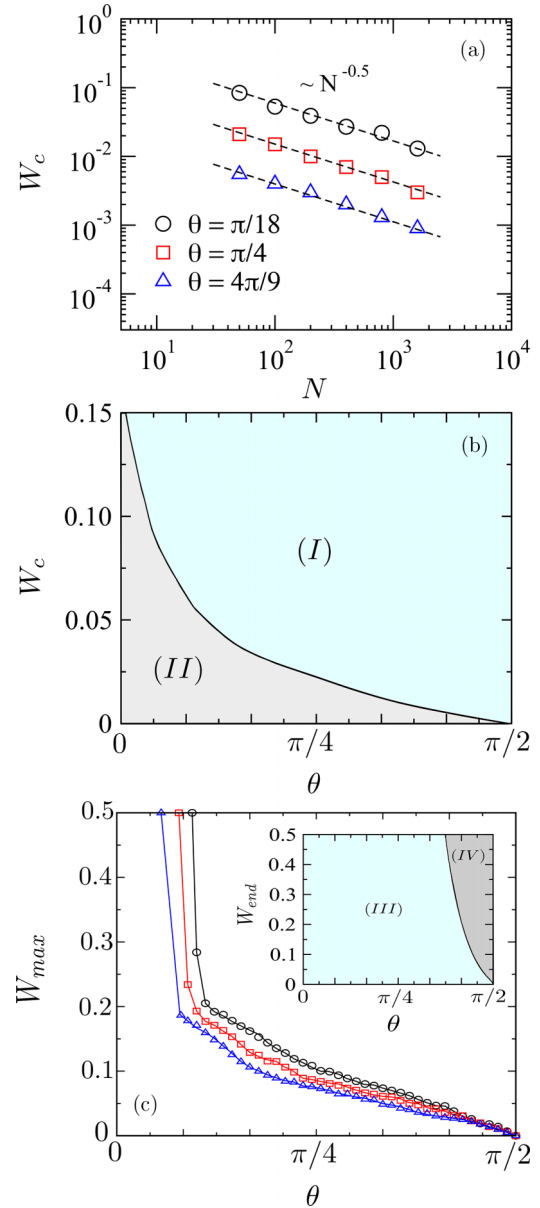 (a)
10^0
10^-1
10^-2
10^-3
10^-4
W_c
~ N^-0.5
θ = π/18
θ = π/4
θ = 4π/9
10^1
10^2
10^3
10^4
N
(b)
0.15
0.10
0.05
0
W_c
(I)
(II)
0
π/4
π/2
θ
0.5
0.4
0.3
0.2
0.1
0
W_max
(c)
0
π/4
π/2
θ
0.5
0.4
0.3
0.2
0.1
0
W_end
(III)
(IV)
0
π/4
π/2
θ